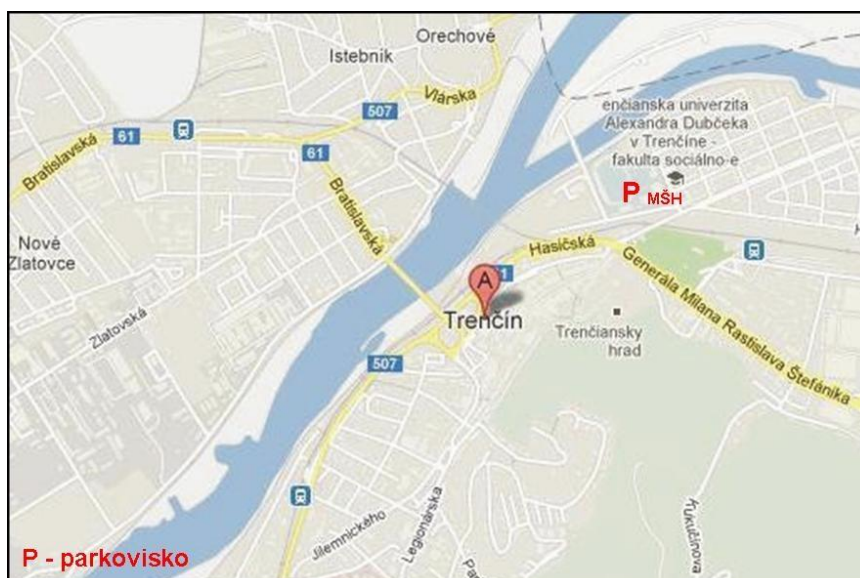 Orechové
Istebník
Vlárska
507
61
61
Bratislavská
Bratislavská
enčianska univerzita
Alexandra Dubčeka
v Trenčíne -
fakulta sociálno-e
P MŠH
Nové
Zlatovce
Zlatovská
Hasičská
1
A
Trenčín
Generála Milana Rastislava Štefánika
Trenčiansky
hrad
507
Jilemnického
Legionárska
Kukučínova
P - parkovisko